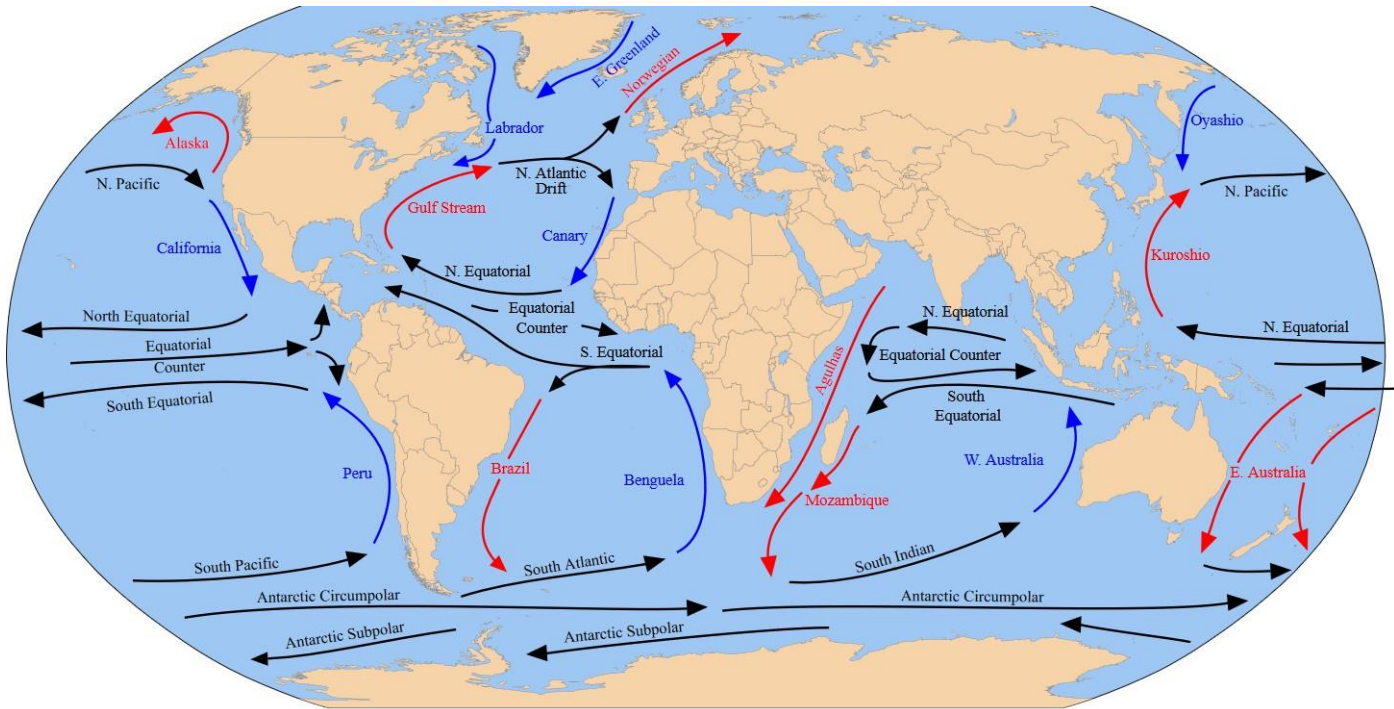 E. Greenland
Norwegian
Labrador
Oyashio
Alaska
N. Pacific
N. Atlantic
Drift
N. Pacific
Gulf Stream
California
Canary
Kuroshio
N. Equatorial
North Equatorial
Equatorial
Counter
N. Equatorial
N. Equatorial
Equatorial
Counter
S. Equatorial
Equatorial Counter
Agulhas
South Equatorial
South
Equatorial
Peru
Brazil
Benguela
W. Australia
E. Australia
Mozambique
South Pacific
South Atlantic
South Indian
Antarctic Circumpolar
Antarctic Circumpolar
Antarctic Subpolar
Antarctic Subpolar